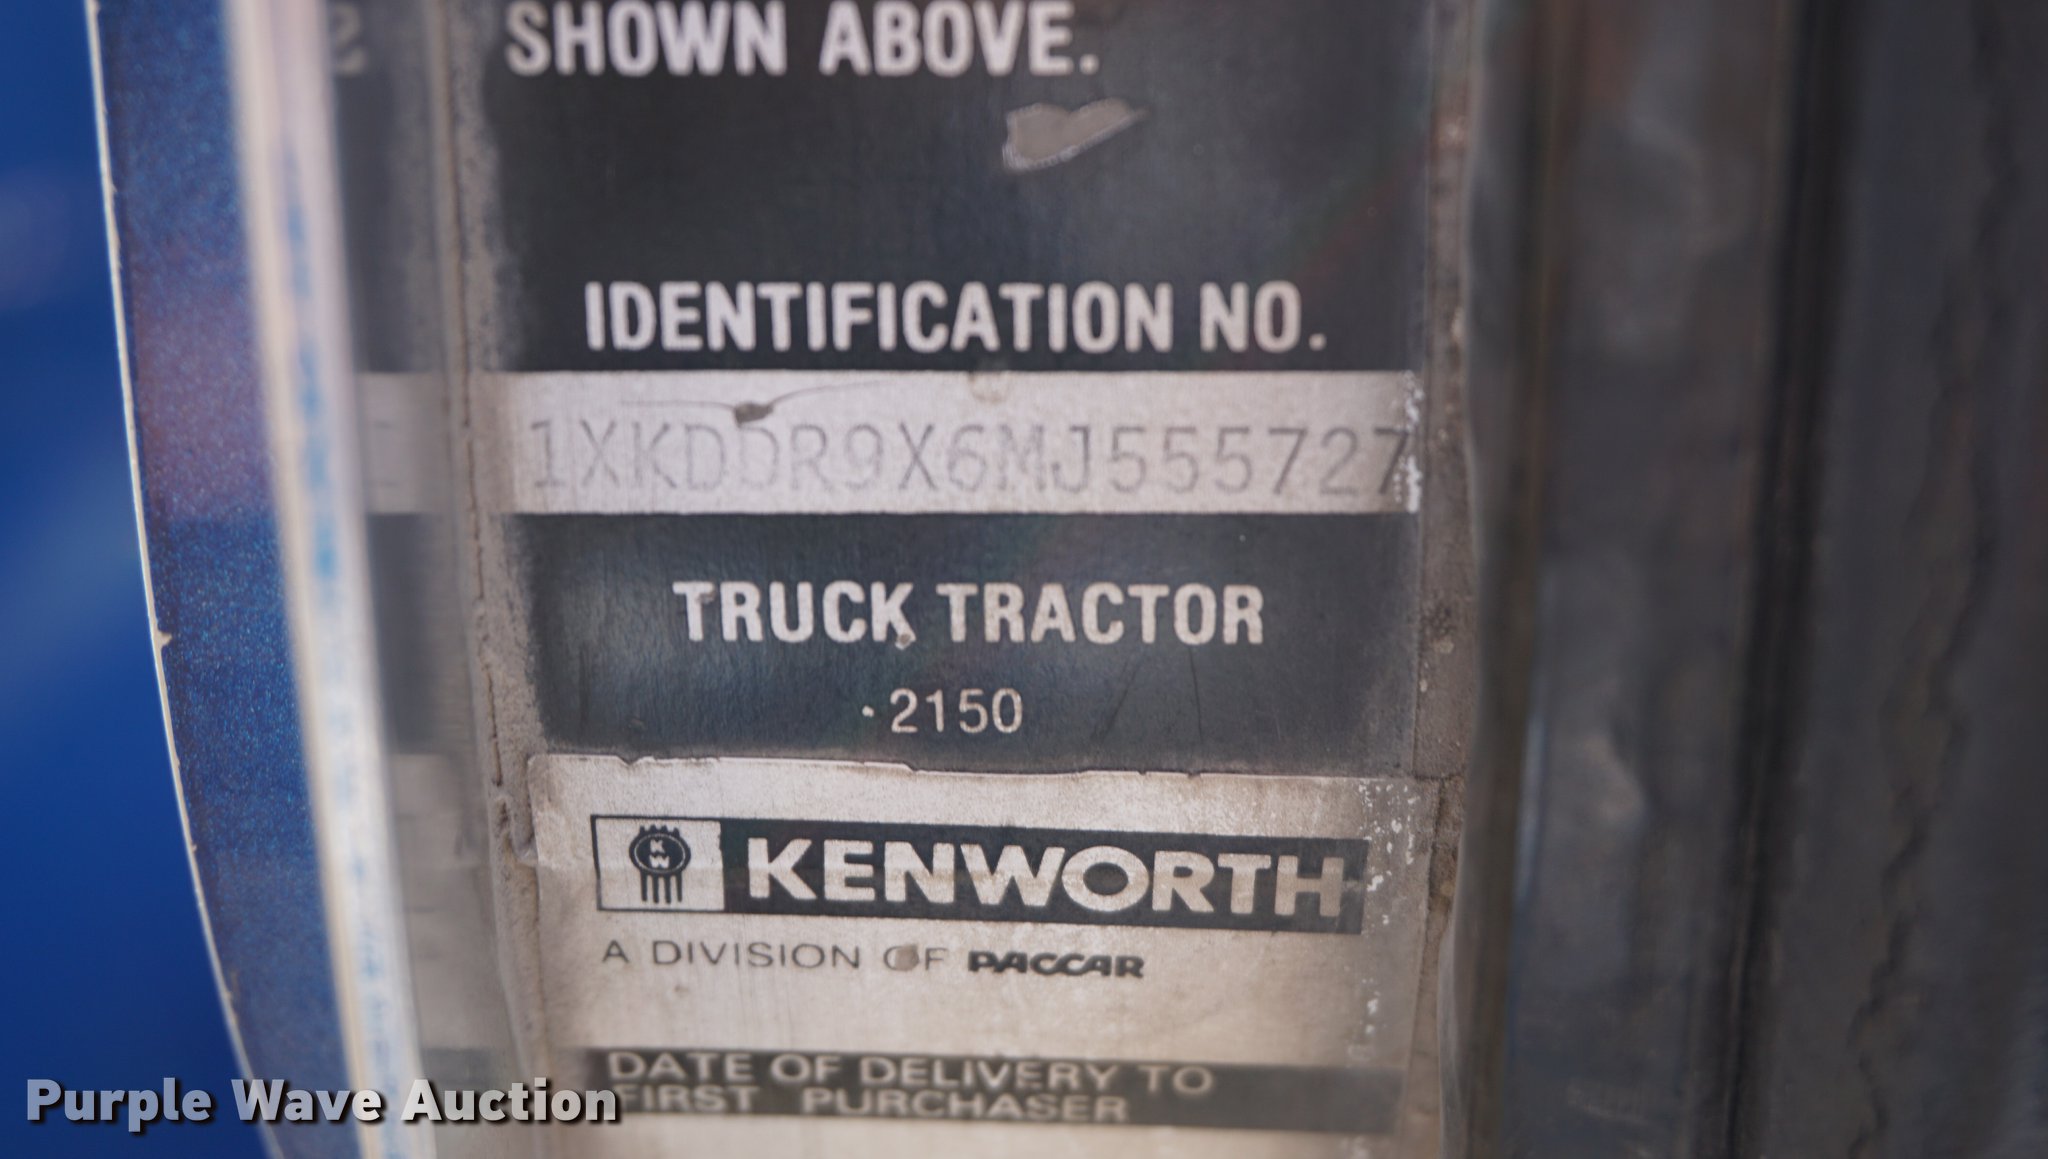 SHOWN ABOVE.
IDENTIFICATION NO.
1XKDDR9X6MJ555727
TRUCK TRACTOR
2150
KW KENWORTH
A DIVISION OF PACCAR
DATE OF DELIVERY TO
FIRST PURCHASER
Purple Wave Auction